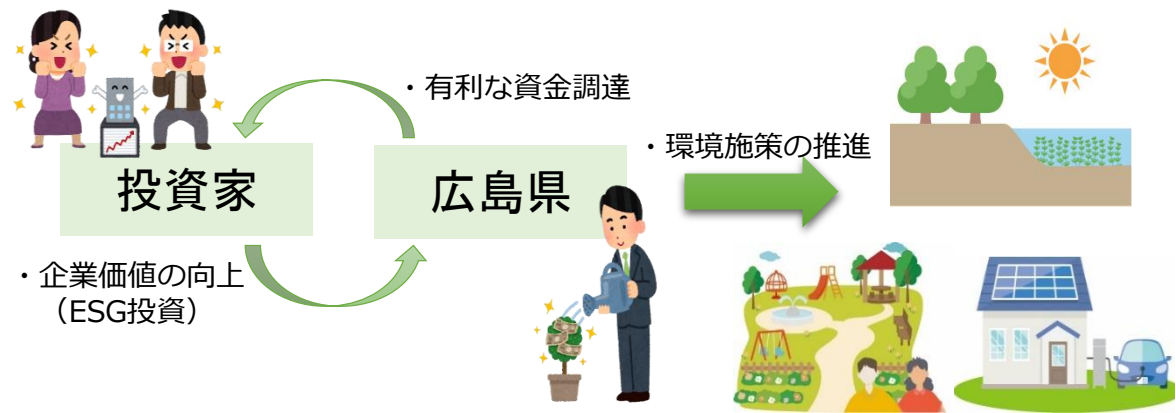 ・有利な資金調達
・環境施策の推進
投資家
広島県
・企業価値の向上
（ESG投資）